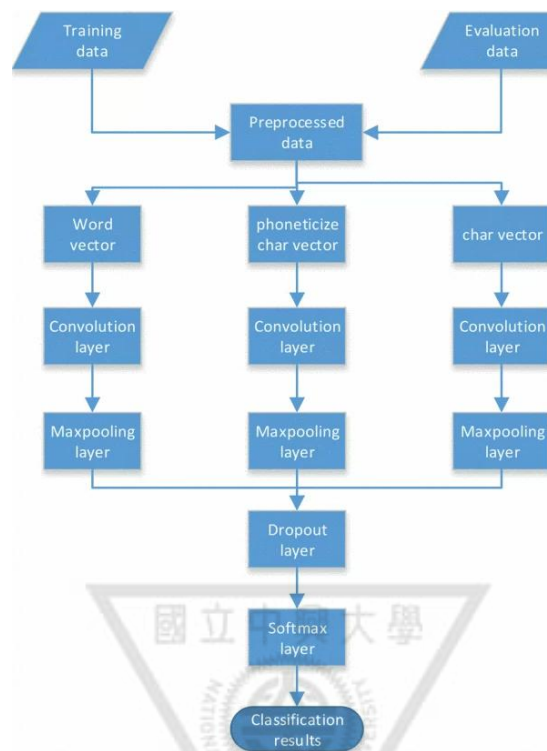 Training
data
Evaluation
data
Preprocessed
data
Word
vector
phoneticize
char vector
char vector
Convolution
layer
Convolution
layer
Convolution
layer
Maxpooling
layer
Maxpooling
layer
Maxpooling
layer
Dropout
layer
國立中興大學
Softmax
layer
Classification
results